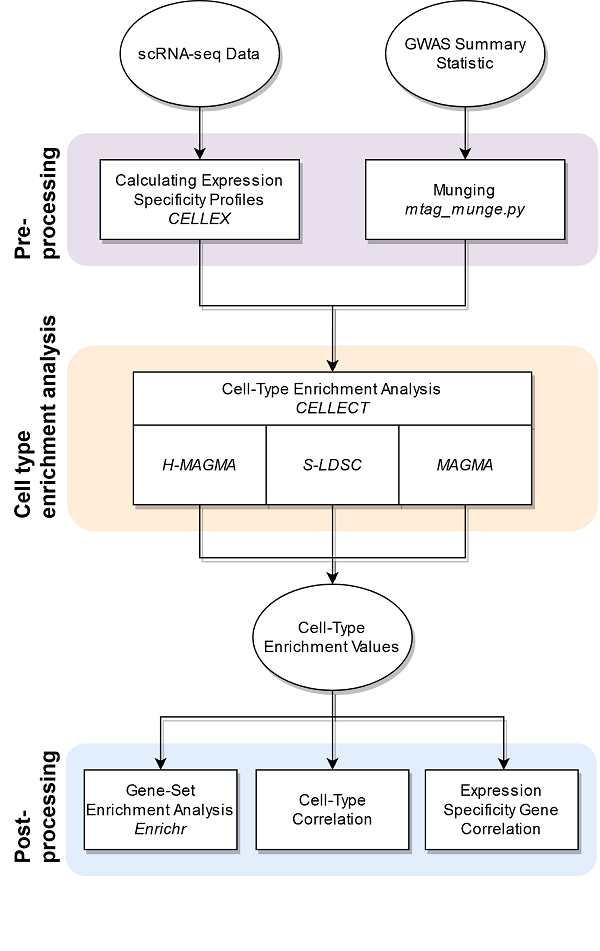 scRNA-seq Data
GWAS Summary
Statistic
Pre-
processing
Calculating Expression
Specificity Profiles
CELLEX
Munging
mtag_munge.py
Cell type
enrichment analysis
Cell-Type Enrichment Analysis
CELLECT
H-MAGMA
S-LDSC
MAGMA
Cell-Type
Enrichment Values
Post-
processing
Gene-Set
Enrichment Analysis
Enrichr
Cell-Type
Correlation
Expression
Specificity Gene
Correlation